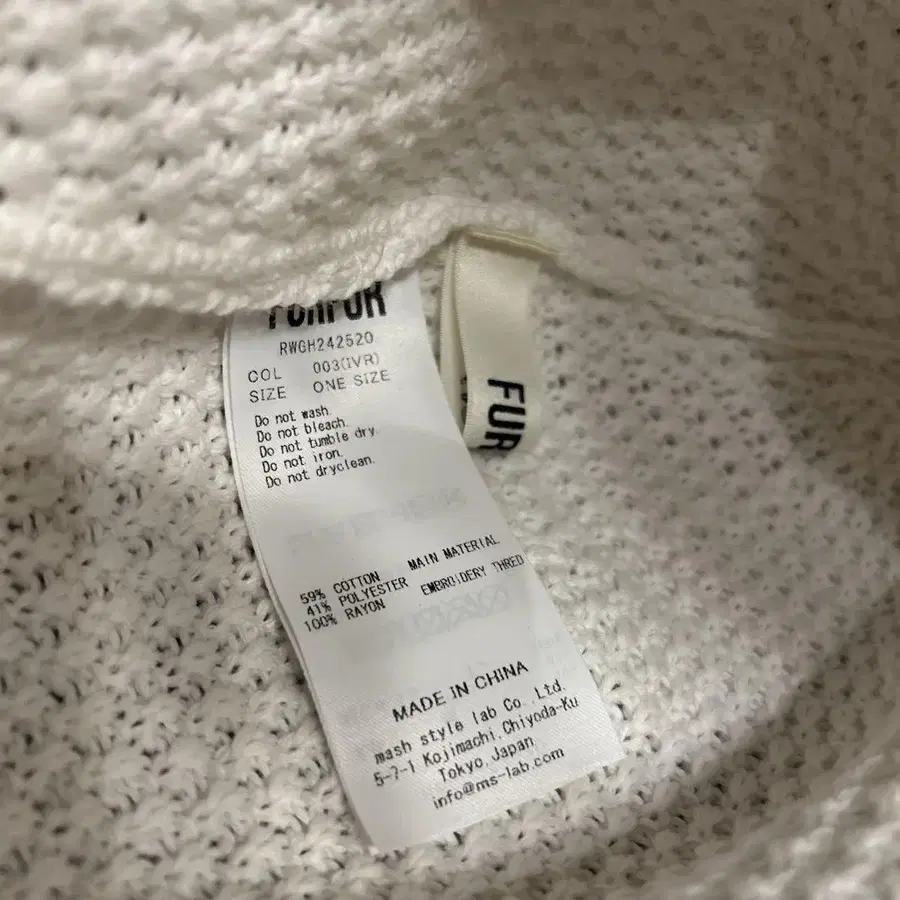 FURFUR
RWGH242520
COL 003(IVR)
SIZE ONE SIZE
Do not wash.
Do not bleach.
Do not tumble dry.
Do not iron.
Do not dryclean.
59% COTTON MAIN MATERIAL
41% POLYESTER
100% RAYON EMBROIDERY THRED
MADE IN CHINA
mash style lab Co., Ltd.
5-7-1 Kojimachi, Chiyoda-Ku
Tokyo, Japan
info@ms-lab.com
FUR